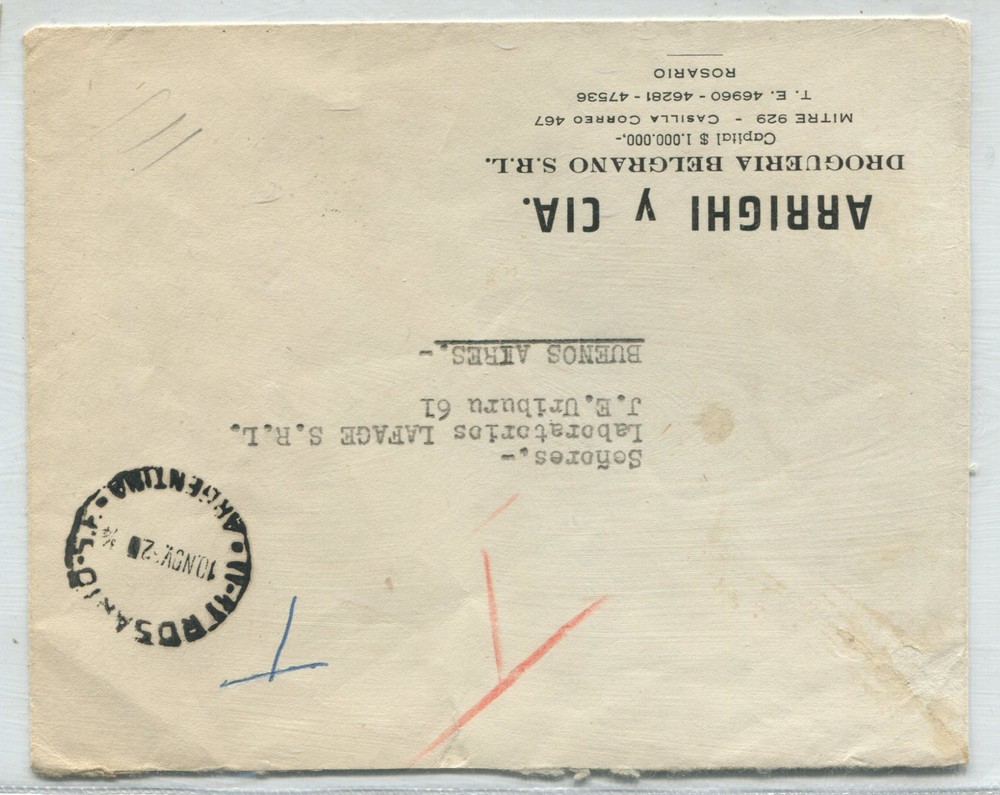 ARRIGHI y CIA.
DROGUERIA BELGRANO S.R.L.
Capital $ 1.000.000,-
MITRE 929 - CASILLA CORREO 467
T. E. 46960 - 46281 - 47536
ROSARIO
Señores.-
Laboratorios LAFAGE S.R.L.
J.E.Uriburu 61
BUENOS AIRES.-
ROSARIO
ARGENTINA
10.NOV
T
T